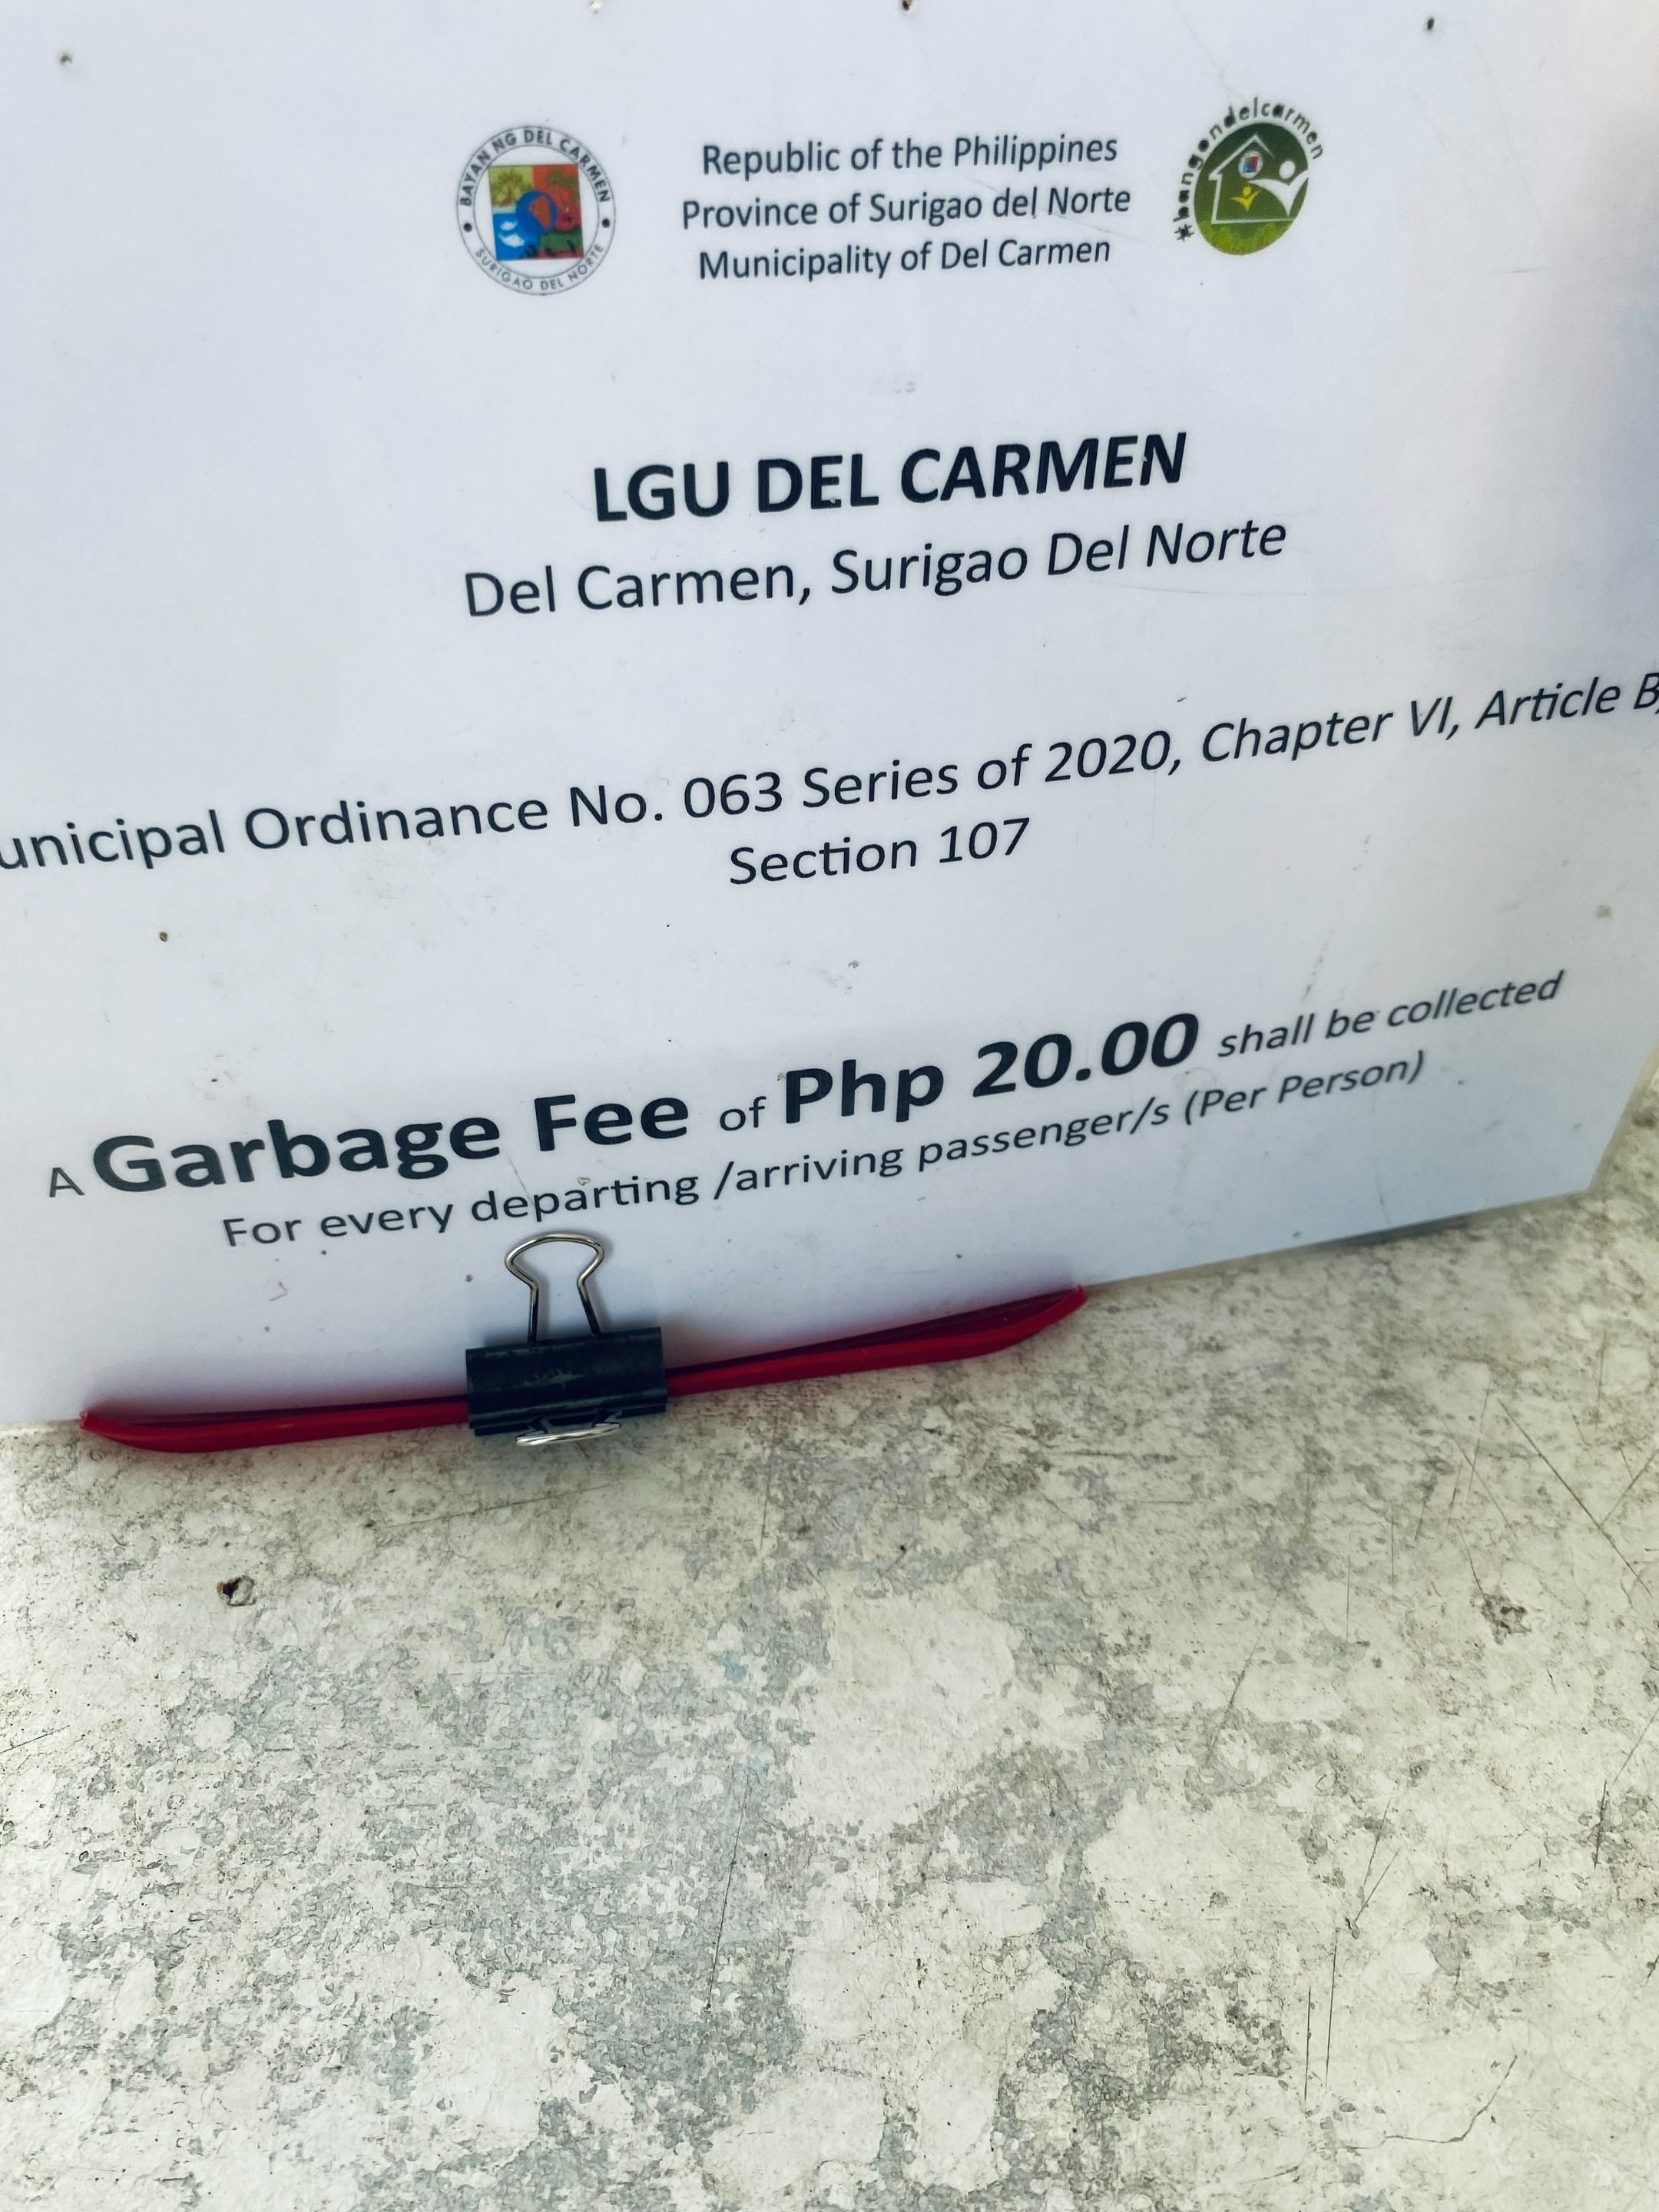 BAYAN NG DEL CARMEN
SURIGAO DEL NORTE
Republic of the Philippines
Province of Surigao del Norte
Municipality of Del Carmen
#bangondelcarmen
LGU DEL CARMEN
Del Carmen, Surigao Del Norte
unicipal Ordinance No. 063 Series of 2020, Chapter VI, Article B,
Section 107
A Garbage Fee of Php 20.00 shall be collected
For every departing /arriving passenger/s (Per Person)